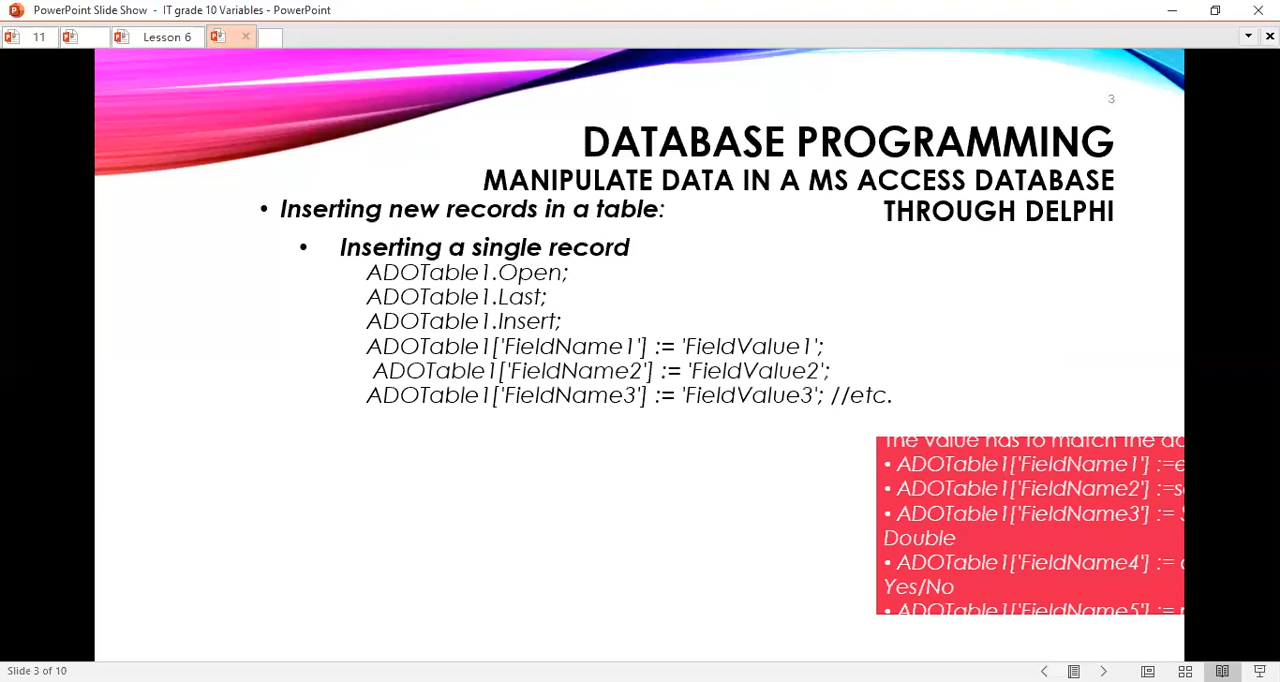 PowerPoint Slide Show - IT grade 10 Variables - PowerPoint
11
Lesson 6
3
DATABASE PROGRAMMING
MANIPULATE DATA IN A MS ACCESS DATABASE
THROUGH DELPHI
• Inserting new records in a table:
• Inserting a single record
ADOTable1.Open;
ADOTable1.Last;
ADOTable1.Insert;
ADOTable1['FieldName1'] := 'FieldValue1';
ADOTable1['FieldName2'] := 'FieldValue2';
ADOTable1['FieldName3'] := 'FieldValue3'; //etc.
The value has to match the
• ADOTable1['FieldName1'] :=
• ADOTable1['FieldName2'] :=
• ADOTable1['FieldName3'] :=
Double
• ADOTable1['FieldName4'] :=
Yes/No
• ADOTable1['FieldName5'] :=
Slide 3 of 10